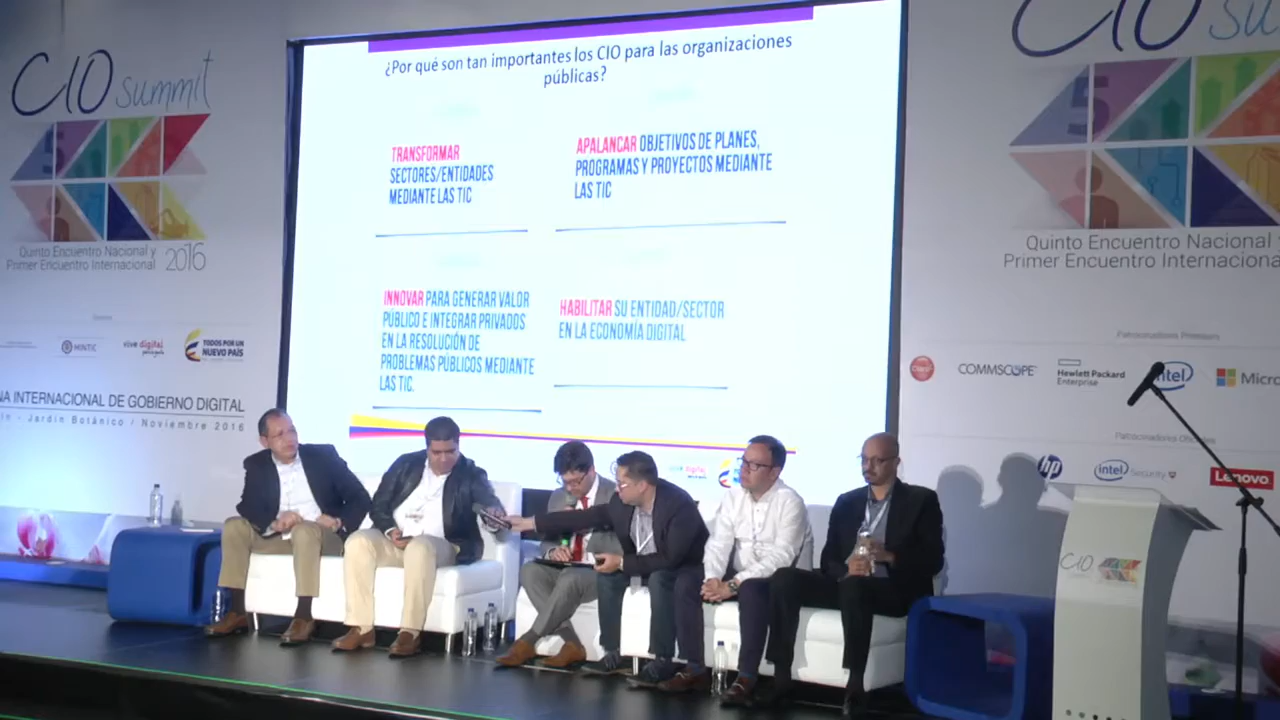 CIO summit
5
Quinto Encuentro Nacional y
Primer Encuentro Internacional 2016
MINTIC
vive digital
TODOS POR UN
NUEVO PAÍS
NA INTERNACIONAL DE GOBIERNO DIGITAL
ín - Jardín Botánico / Noviembre 2016
¿Por qué son tan importantes los CIO para las organizaciones
públicas?
TRANSFORMAR
SECTORES/ENTIDADES
MEDIANTE LAS TIC
APALANCAR OBJETIVOS DE PLANES,
PROGRAMAS Y PROYECTOS MEDIANTE
LAS TIC
INNOVAR PARA GENERAR VALOR
PÚBLICO E INTEGRAR PRIVADOS
EN LA RESOLUCIÓN DE
PROBLEMAS PÚBLICOS MEDIANTE
LAS TIC.
HABILITAR SU ENTIDAD/SECTOR
EN LA ECONOMÍA DIGITAL
CIO su
5
Quinto Encuentro Nacional
Primer Encuentro Internaciona
Patrocinadores Premium
Claro
COMMSCOPE
Hewlett Packard
Enterprise
intel
Micro
Patrocinadores Oficiales
hp
intel Security
Lenovo
CIO